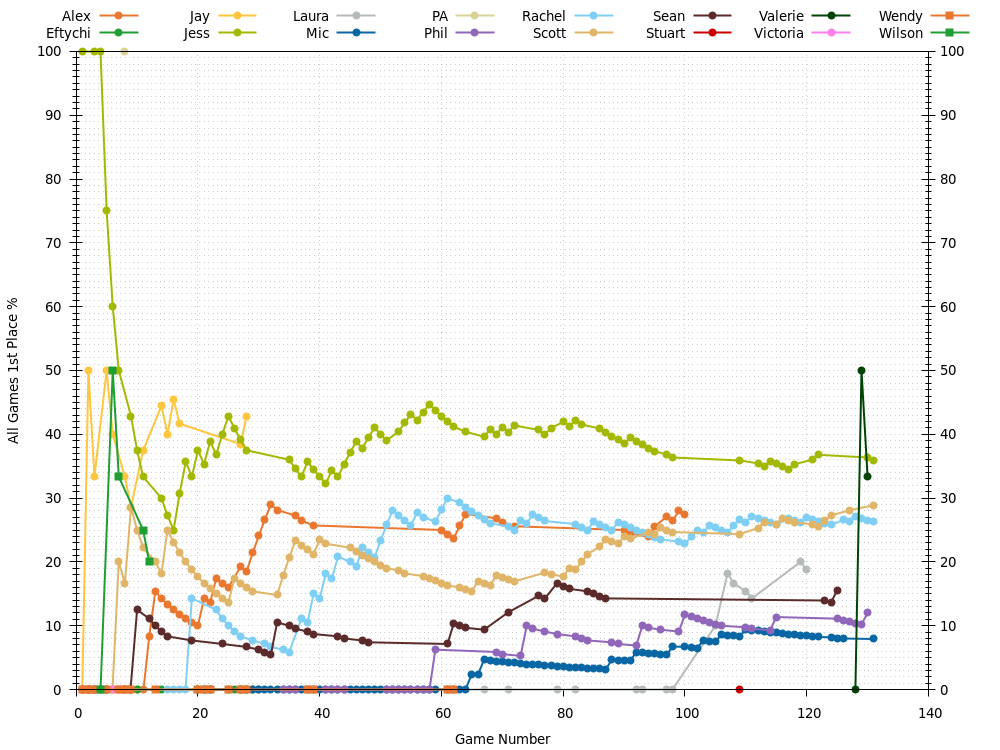 Alex Jay Laura PA Rachel Sean Valerie Wendy
Eftychi Jess Mic Phil Scott Stuart Victoria Wilson
100 100
90 90
80 80
70 70
60 60
50 50
40 40
30 30
20 20
10 10
0 0
0 20 40 60 80 100 120 140
All Games 1st Place %
Game Number